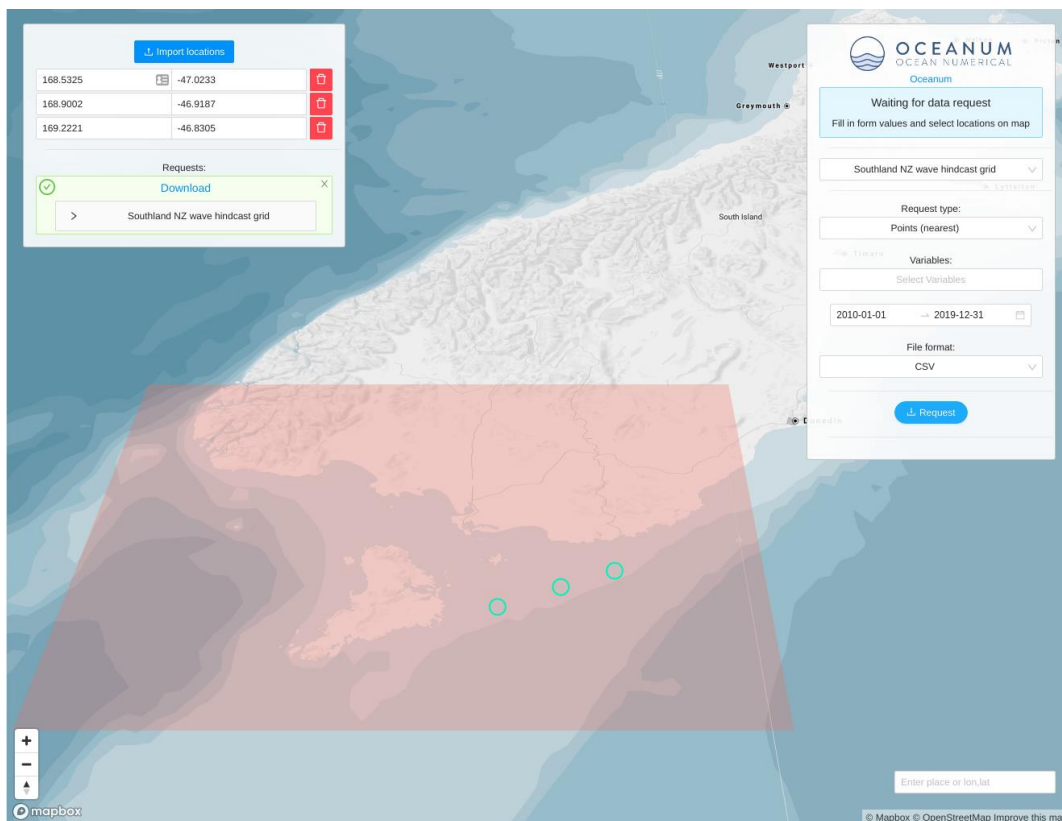 Import locations
168.5325 -47.0233
168.9002 -46.9187
169.2221 -46.8305
Requests:
Download
X
> Southland NZ wave hindcast grid
Westport
Greymouth
South Island
OCEANUM
OCEAN NUMERICAL
Oceanum
Waiting for data request
Fill in form values and select locations on map
Southland NZ wave hindcast grid
Lyttelton
Request type:
Points (nearest)
Timaru
Variables:
Select Variables
2010-01-01 → 2019-12-31
File format:
CSV
Dunedin
Request
+
−
mapbox
Enter place or lon,lat
© Mapbox © OpenStreetMap Improve this ma